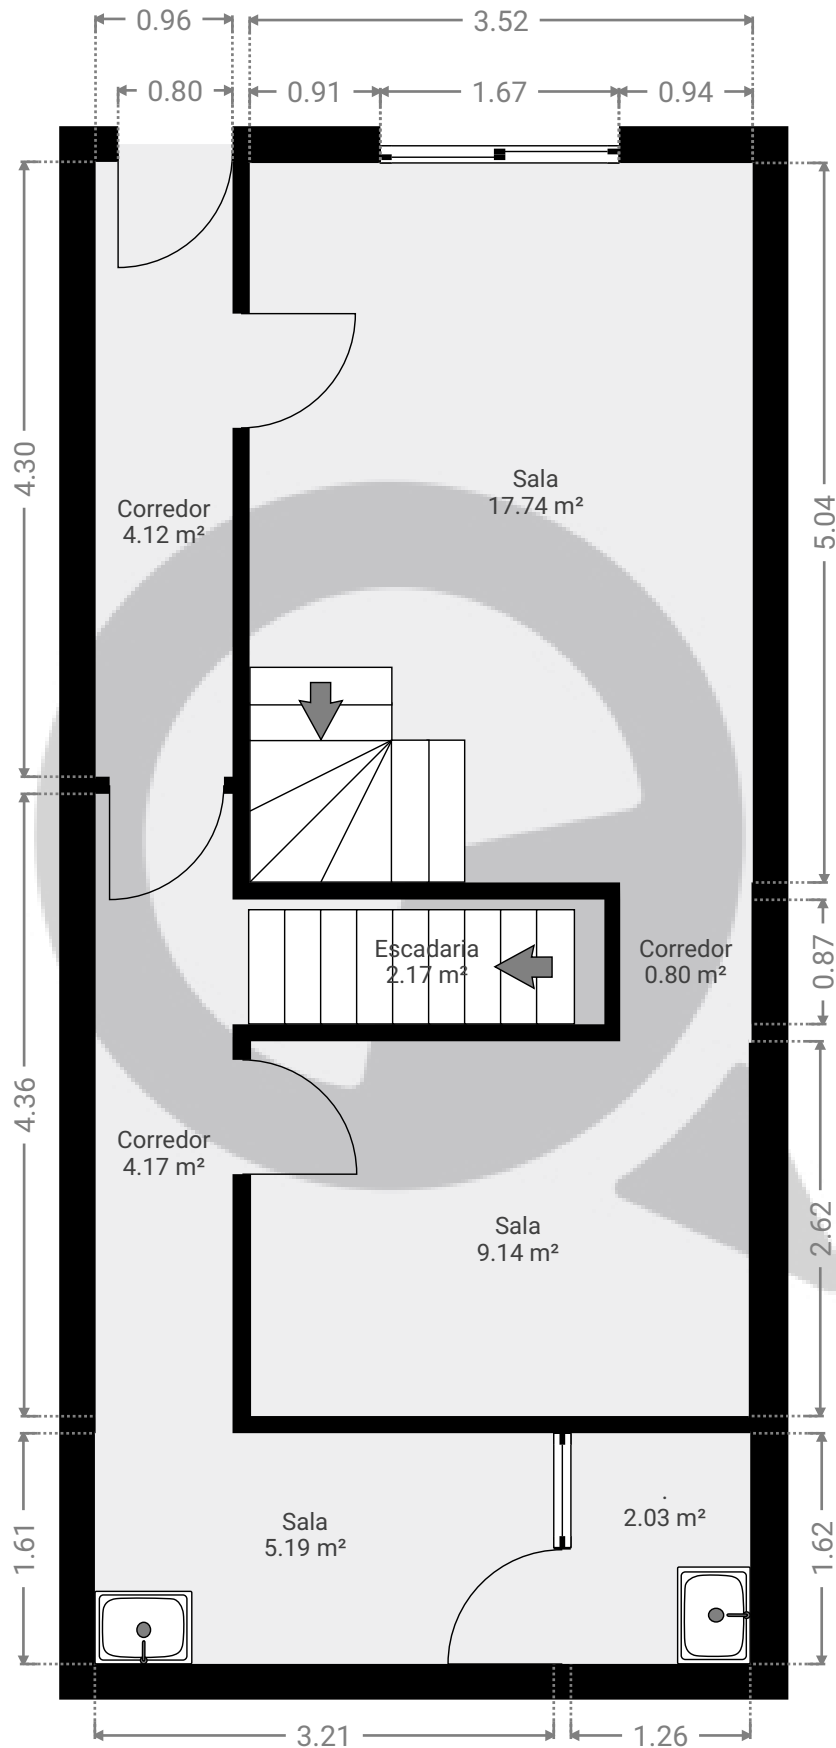 0.96
3.52
0.80
0.91
1.67
0.94
4.30
5.04
Sala
17.74 m²
Corredor
4.12 m²
Escadaria
2.17 m²
Corredor
0.80 m²
0.87
4.36
Corredor
4.17 m²
Sala
9.14 m²
2.62
.
2.03 m²
Sala
5.19 m²
1.61
1.62
3.21
1.26